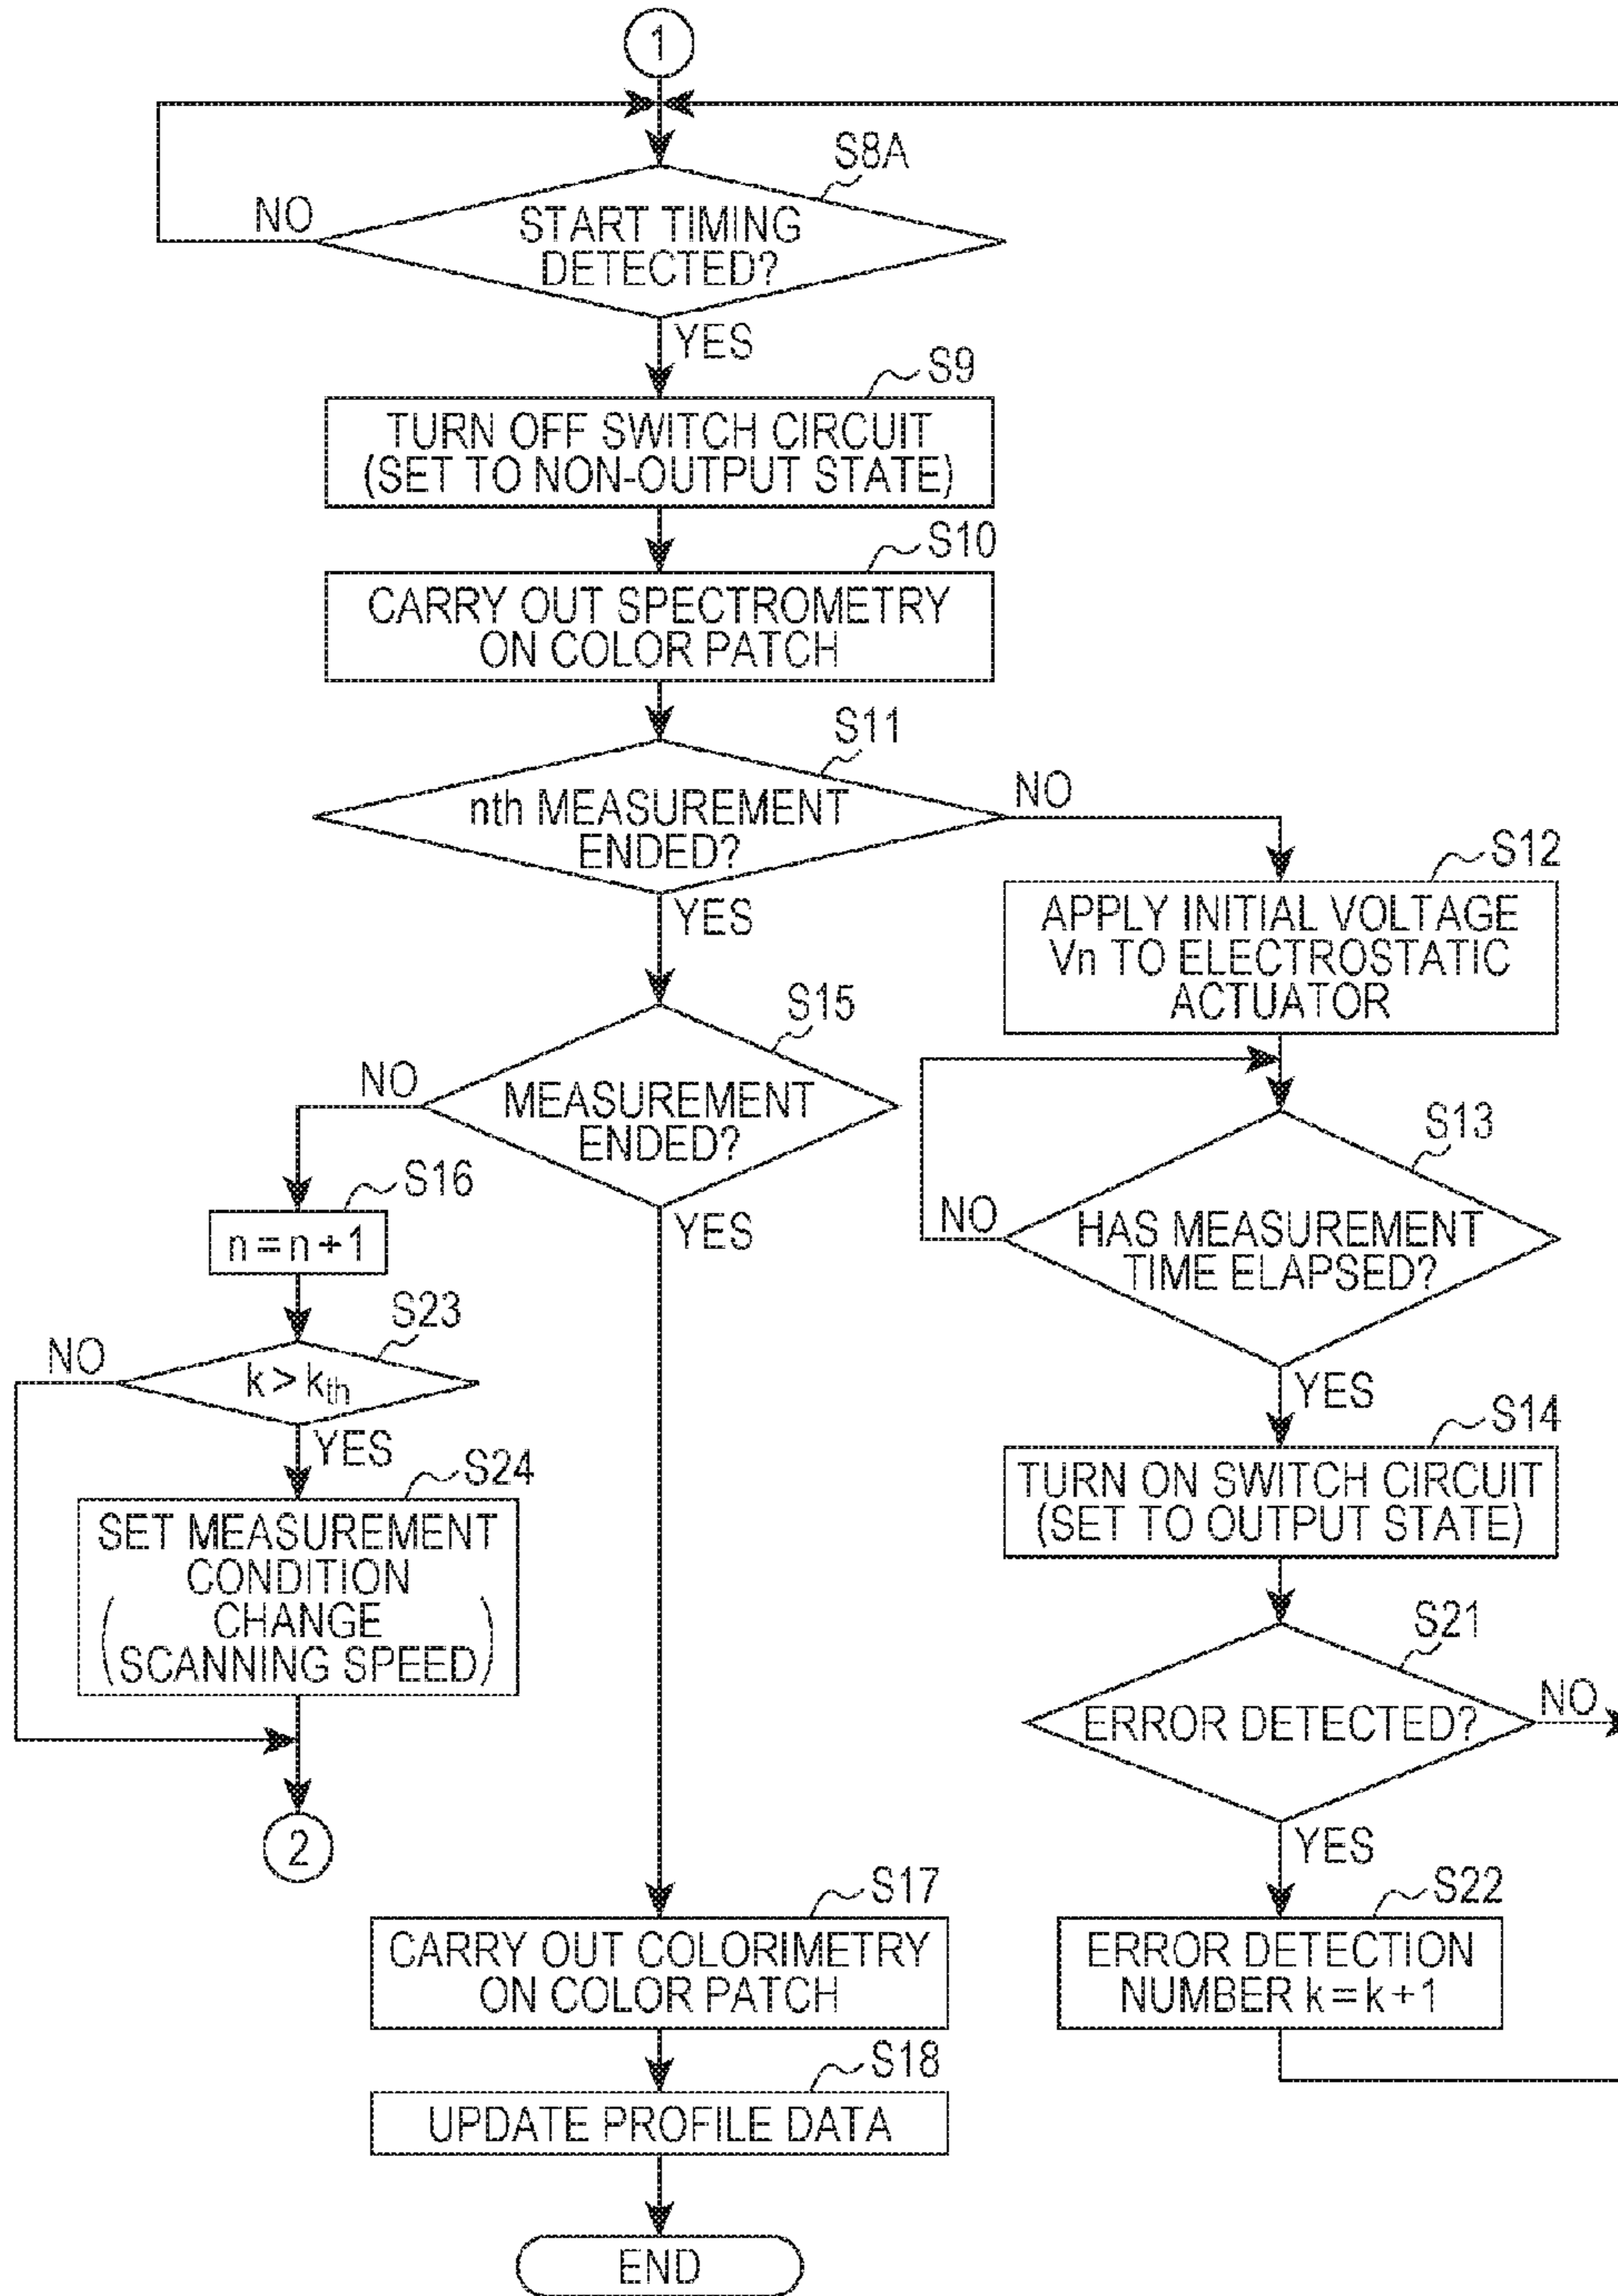 1
S8A
NO
START TIMING
DETECTED?
YES
S9
TURN OFF SWITCH CIRCUIT
(SET TO NON-OUTPUT STATE)
S10
CARRY OUT SPECTROMETRY
ON COLOR PATCH
S11
nth MEASUREMENT
ENDED?
NO
YES
S12
APPLY INITIAL VOLTAGE
Vn TO ELECTROSTATIC
ACTUATOR
S13
NO
HAS MEASUREMENT
TIME ELAPSED?
YES
S14
TURN ON SWITCH CIRCUIT
(SET TO OUTPUT STATE)
S21
ERROR DETECTED?
NO
YES
S22
ERROR DETECTION
NUMBER k=k+1
S15
NO
MEASUREMENT
ENDED?
YES
S16
n=n+1
S23
NO
k > kth
YES
S24
SET MEASUREMENT
CONDITION
CHANGE
(SCANNING SPEED)
2
S17
CARRY OUT COLORIMETRY
ON COLOR PATCH
S18
UPDATE PROFILE DATA
END